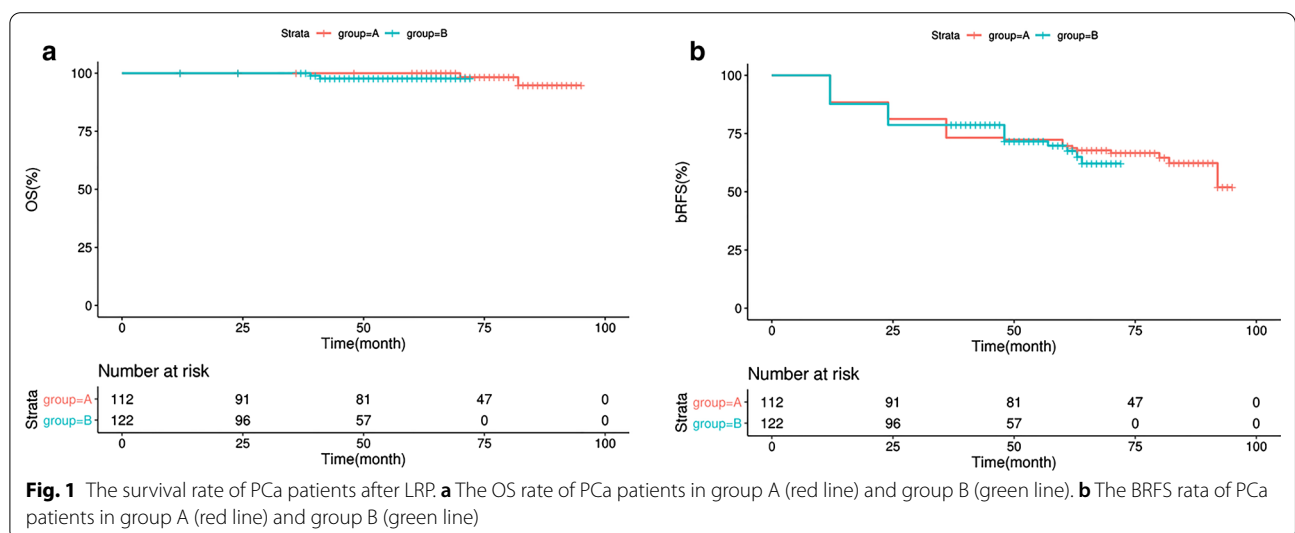 a
Strata group=A group=B
100
75
50
25
0
OS(%)
0 25 50 75 100
Time(month)
Number at risk
Strata
group=A 112 91 81 47 0
group=B 122 96 57 0 0
0 25 50 75 100
Time(month)
b
Strata group=A group=B
100
75
50
25
0
bRFS(%)
0 25 50 75 100
Time(month)
Number at risk
Strata
group=A 112 91 81 47 0
group=B 122 96 57 0 0
0 25 50 75 100
Time(month)
Fig. 1 The survival rate of PCa patients after LRP. a The OS rate of PCa patients in group A (red line) and group B (green line). b The BRFS rata of PCa
patients in group A (red line) and group B (green line)